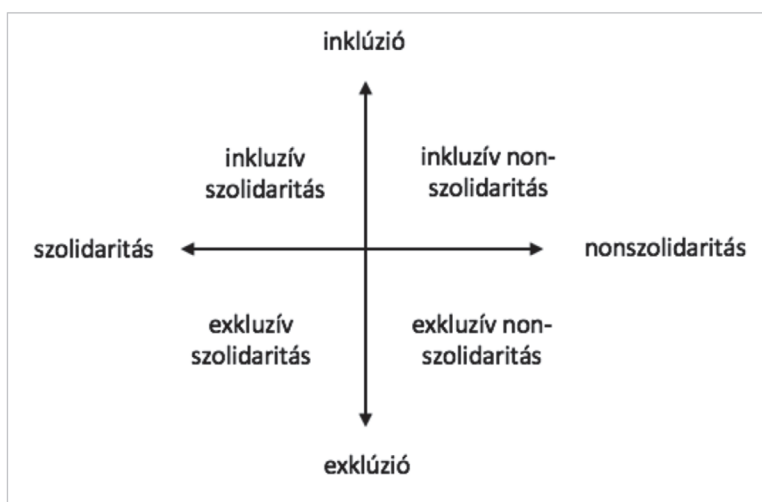 inklúzió
inkluzív
szolidaritás
inkluzív non-
szolidaritás
szolidaritás
nonszolidaritás
exkluzív
szolidaritás
exkluzív non-
szolidaritás
exklúzió